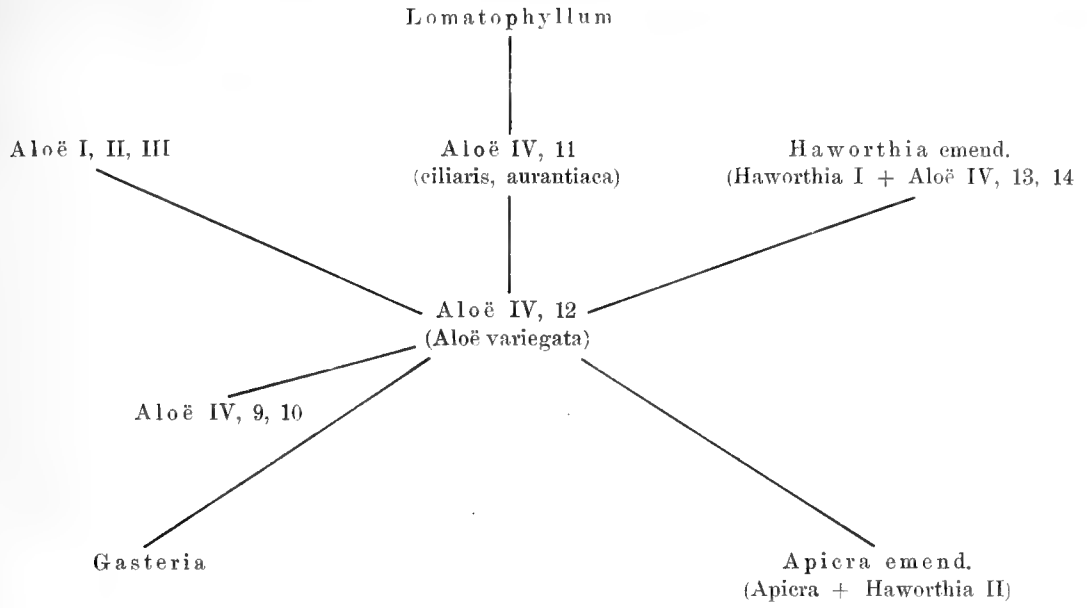 Lomatophyllum
Aloë I, II, III
Aloë IV, 11
(ciliaris, aurantiaca)
Haworthia emend.
(Haworthia I + Aloë IV, 13, 14
Aloë IV, 12
(Aloë variegata)
Aloë IV, 9, 10
Gasteria
Apicra emend.
(Apicra + Haworthia II)